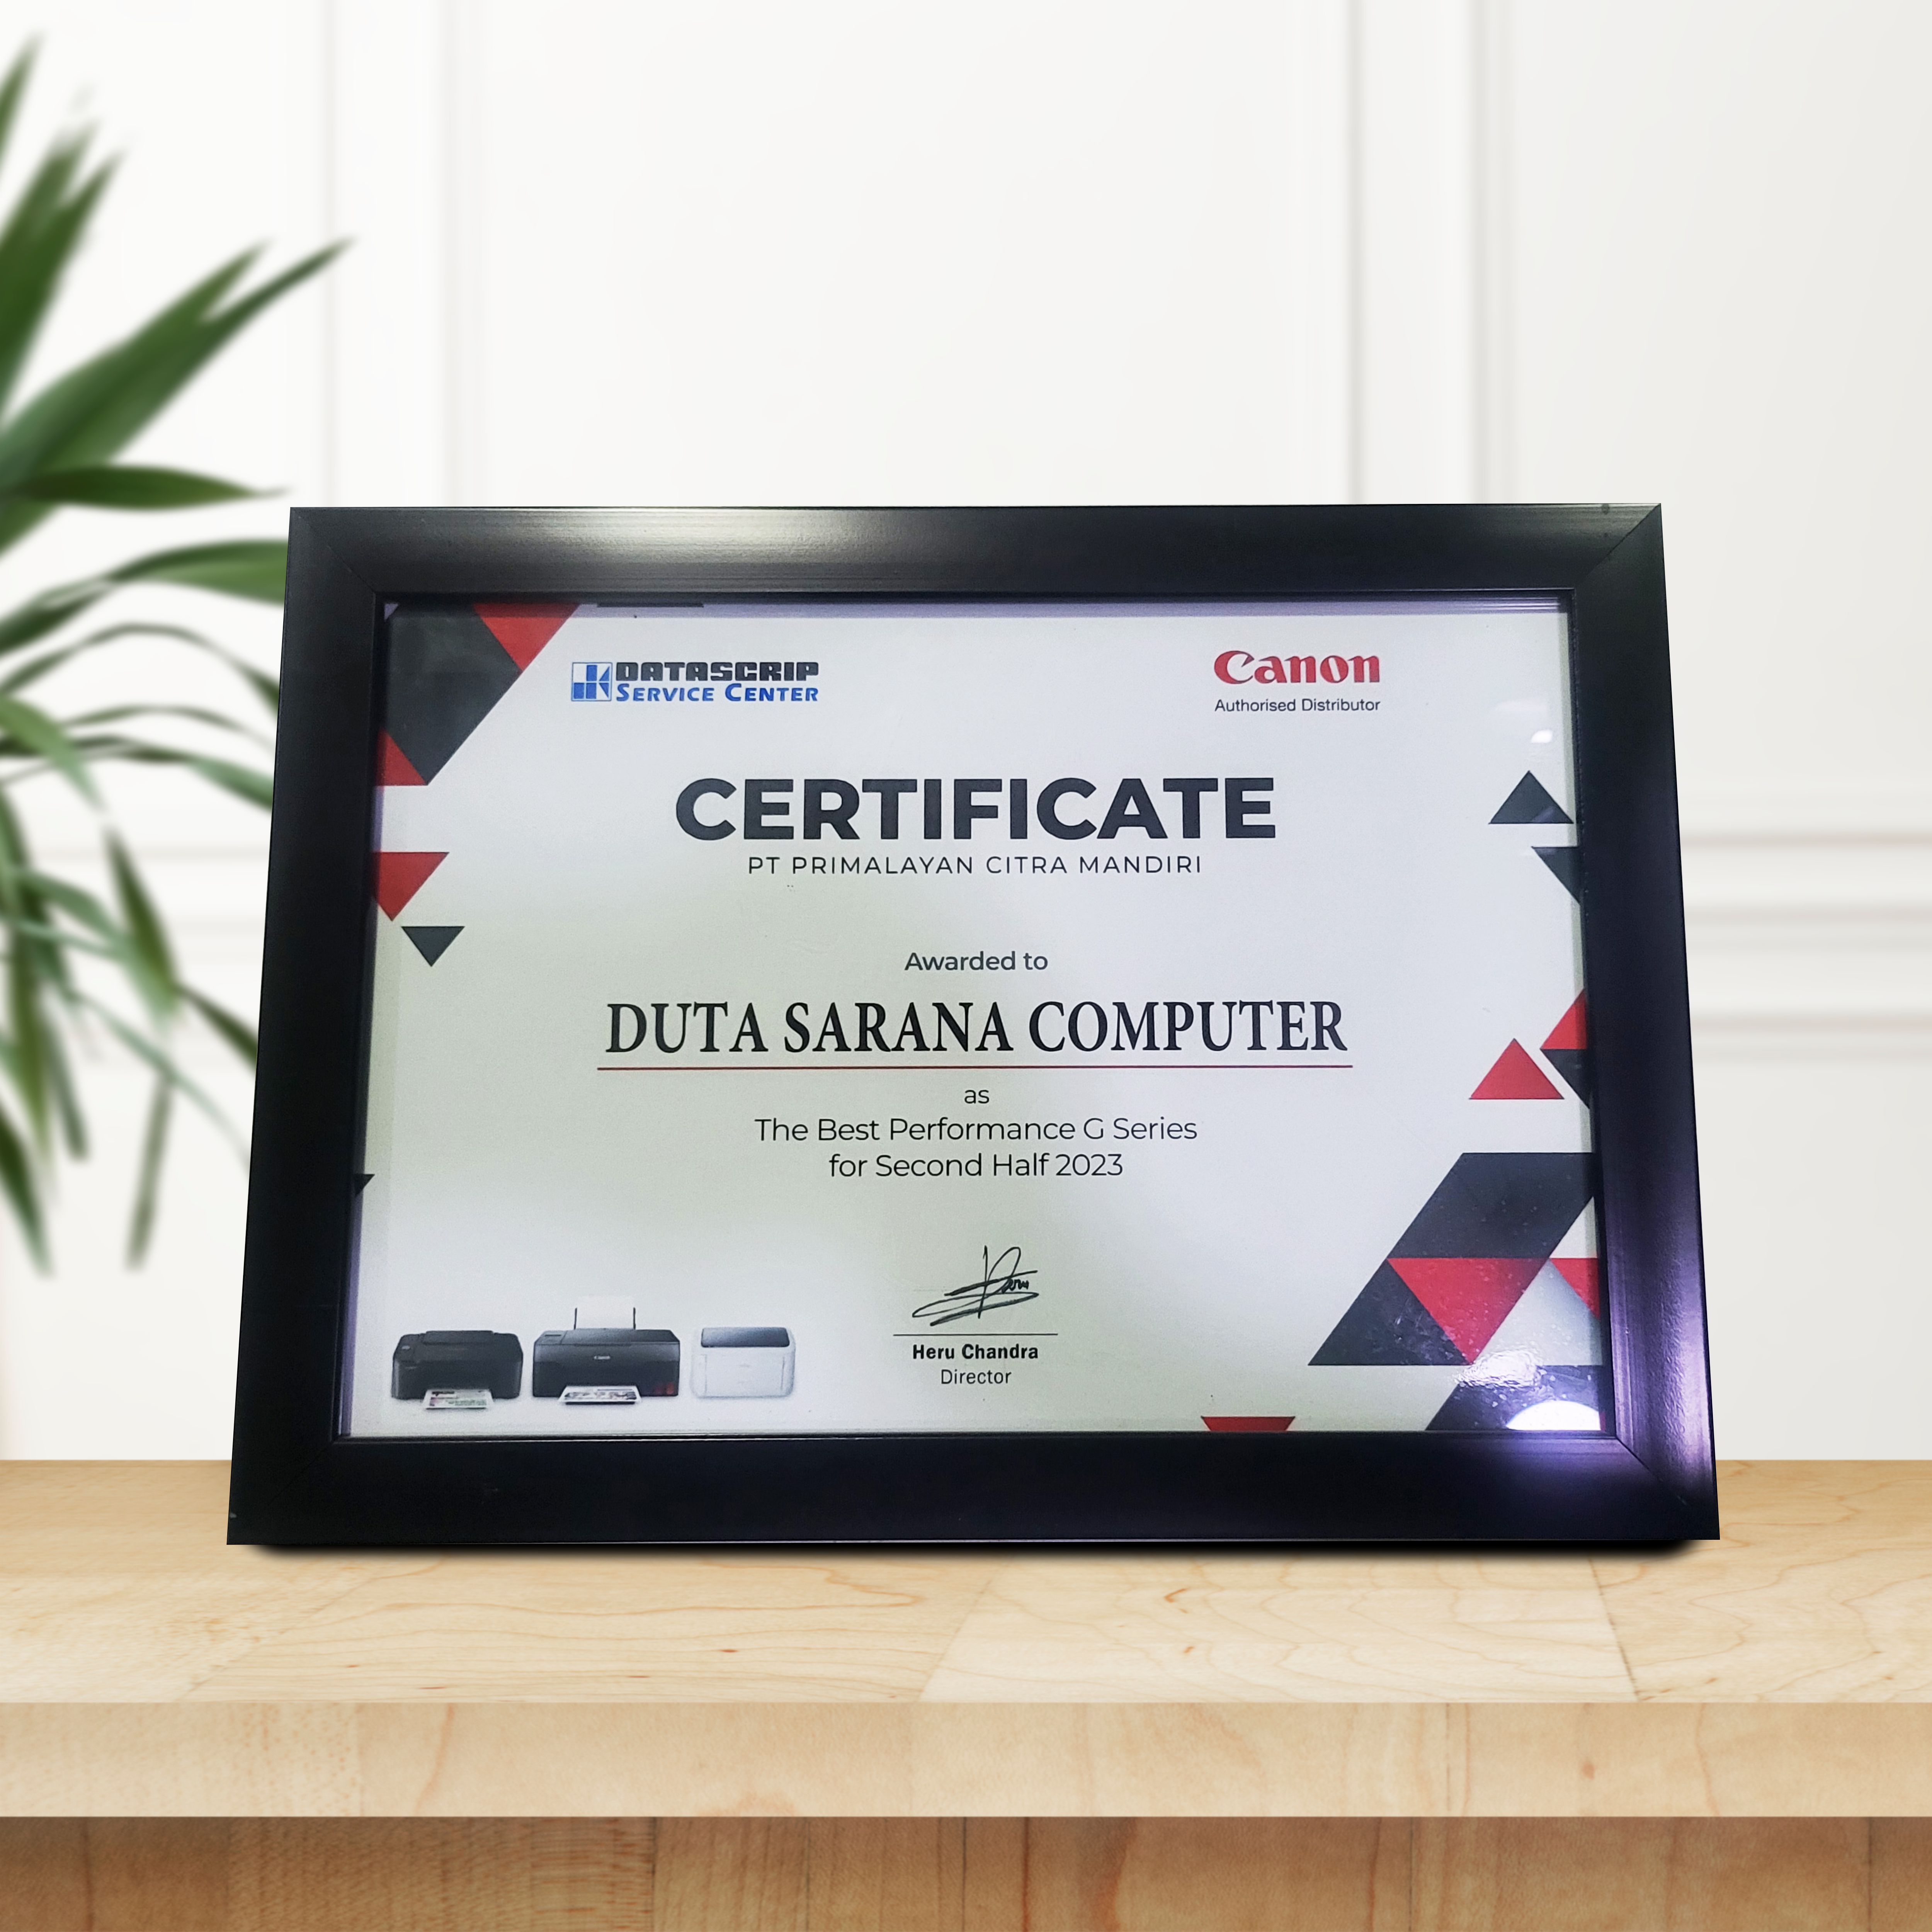 DATASCRIP
SERVICE CENTER
Canon
Authorised Distributor
CERTIFICATE
PT PRIMALAYAN CITRA MANDIRI
Awarded to
DUTA SARANA COMPUTER
as
The Best Performance G Series
for Second Half 2023
Heru Chandra
Director